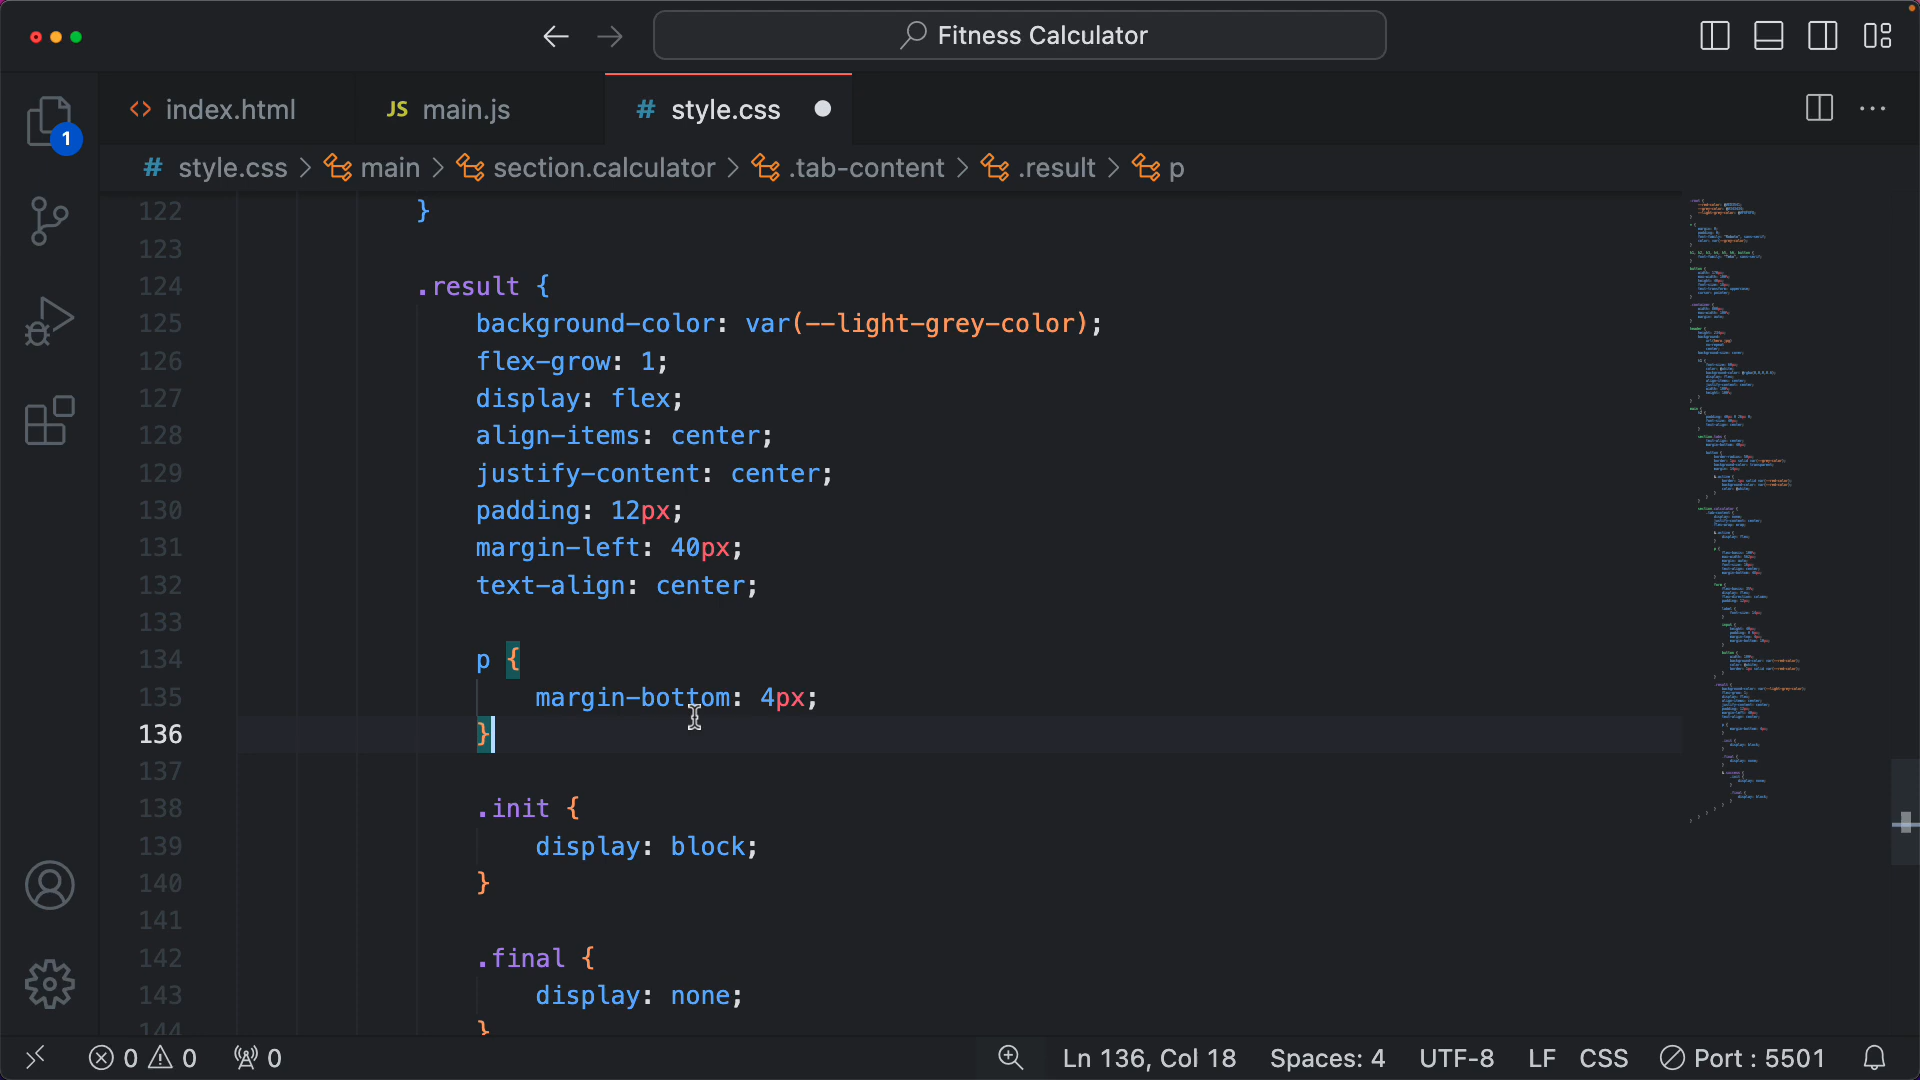 Fitness Calculator
index.html
JS main.js
# style.css
# style.css > main > section.calculator > .tab-content > .result > p
1
122 }
123
124 .result {
125 background-color: var(--light-grey-color);
126 flex-grow: 1;
127 display: flex;
128 align-items: center;
129 justify-content: center;
130 padding: 12px;
131 margin-left: 40px;
132 text-align: center;
133
134 p {
135 margin-bottom: 4px;
136 }
137
138 .init {
139 display: block;
140 }
141
142 .final {
143 display: none;
144 }
0 0 0 Ln 136, Col 18 Spaces: 4 UTF-8 LF CSS Port : 5501